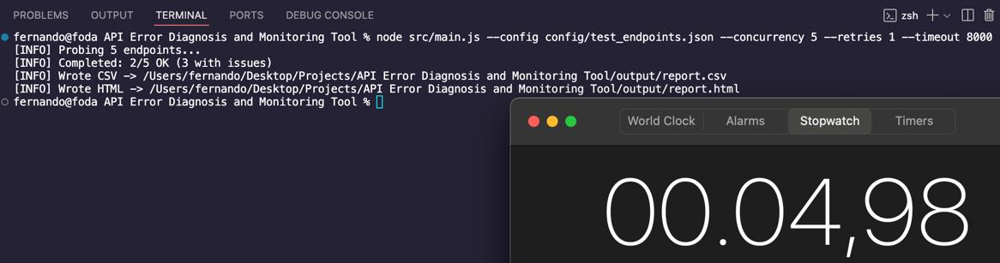 PROBLEMS OUTPUT TERMINAL PORTS DEBUG CONSOLE zsh
fernando@foda API Error Diagnosis and Monitoring Tool % node src/main.js --config config/test_endpoints.json --concurrency 5 --retries 1 --timeout 8000
[INFO] Probing 5 endpoints...
[INFO] Completed: 2/5 OK (3 with issues)
[INFO] Wrote CSV -> /Users/fernando/Desktop/Projects/API Error Diagnosis and Monitoring Tool/output/report.csv
[INFO] Wrote HTML -> /Users/fernando/Desktop/Projects/API Error Diagnosis and Monitoring Tool/output/report.html
fernando@foda API Error Diagnosis and Monitoring Tool %
World Clock Alarms Stopwatch Timers
00.04,98